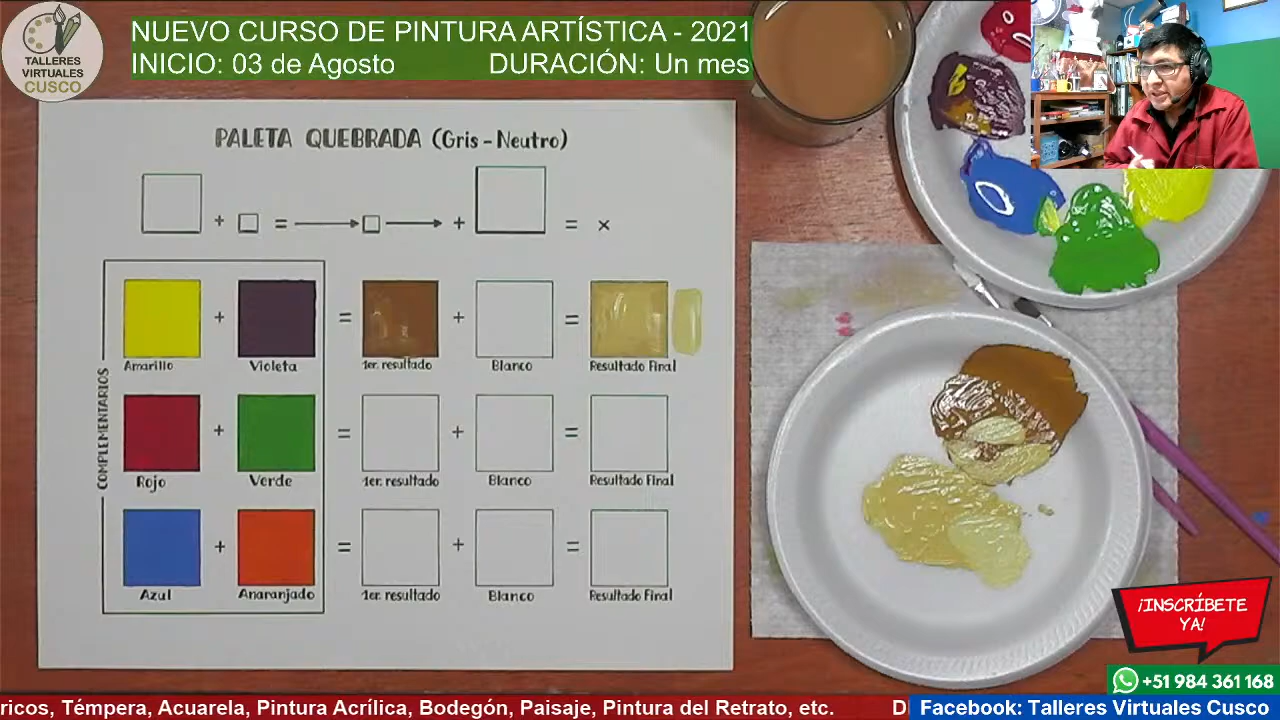 TALLERES
VIRTUALES
CUSCO
NUEVO CURSO DE PINTURA ARTÍSTICA - 2021
INICIO: 03 de Agosto DURACIÓN: Un mes
PALETA QUEBRADA (Gris - Neutro)
+ = + = ×
COMPLEMENTARIOS
+ = + =
Amarillo Violeta 1er. resultado Blanco Resultado Final
+ = + =
Rojo Verde 1er. resultado Blanco Resultado Final
+ = + =
Azul Anaranjado 1er. resultado Blanco Resultado Final
¡INSCRÍBETE
YA!
+51 984 361 168
ricos, Témpera, Acuarela, Pintura Acrílica, Bodegón, Paisaje, Pintura del Retrato, etc. D
Facebook: Talleres Virtuales Cusco